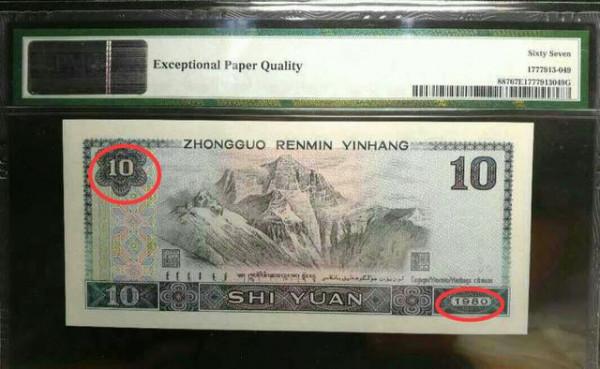 Exceptional Paper Quality
Sixty Seven
1777913-049
88767E1777913049G
ZHONGGUO RENMIN YINHANG
10
10
10
SHI YUAN
1980